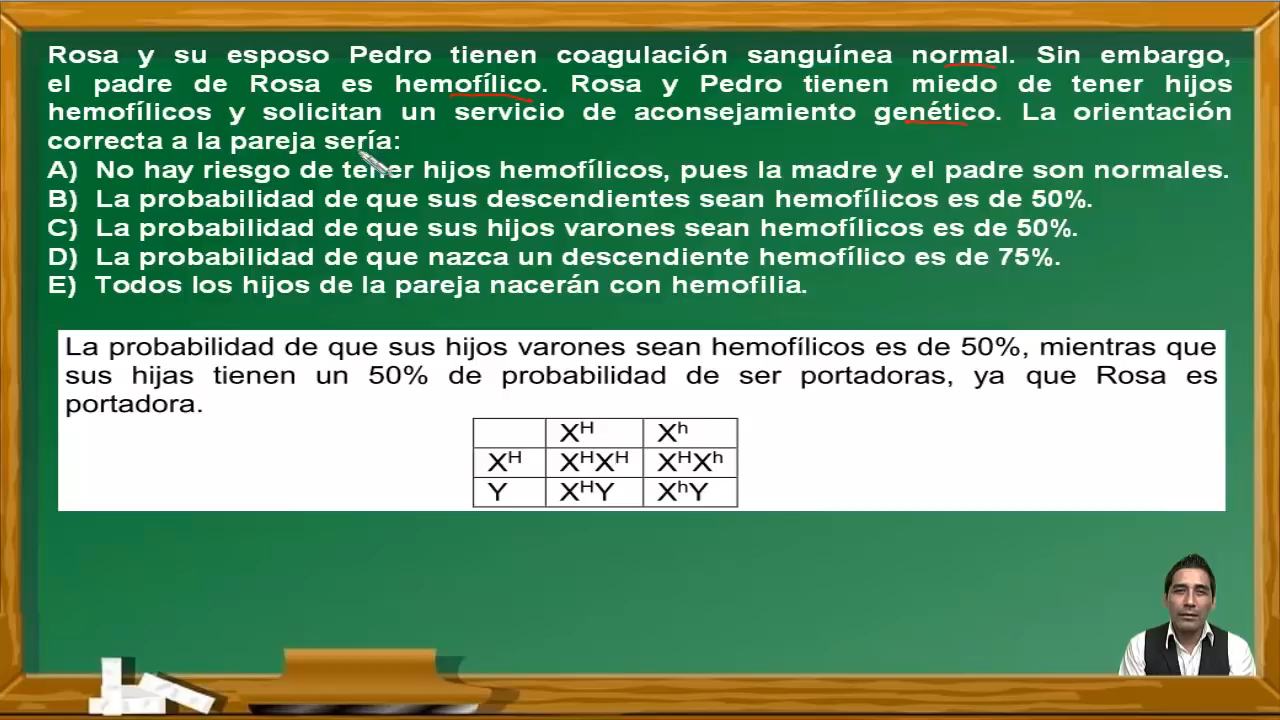 Rosa y su esposo Pedro tienen coagulación sanguínea normal. Sin embargo,
el padre de Rosa es hemofílico. Rosa y Pedro tienen miedo de tener hijos
hemofílicos y solicitan un servicio de aconsejamiento genético. La orientación
correcta a la pareja sería:
A) No hay riesgo de tener hijos hemofílicos, pues la madre y el padre son normales.
B) La probabilidad de que sus descendientes sean hemofílicos es de 50%.
C) La probabilidad de que sus hijos varones sean hemofílicos es de 50%.
D) La probabilidad de que nazca un descendiente hemofílico es de 75%.
E) Todos los hijos de la pareja nacerán con hemofilia.
La probabilidad de que sus hijos varones sean hemofílicos es de 50%, mientras que
sus hijas tienen un 50% de probabilidad de ser portadoras, ya que Rosa es
portadora.
Xᴴ Xʰ
Xᴴ XᴴXᴴ XᴴXʰ
Y XᴴY XʰY